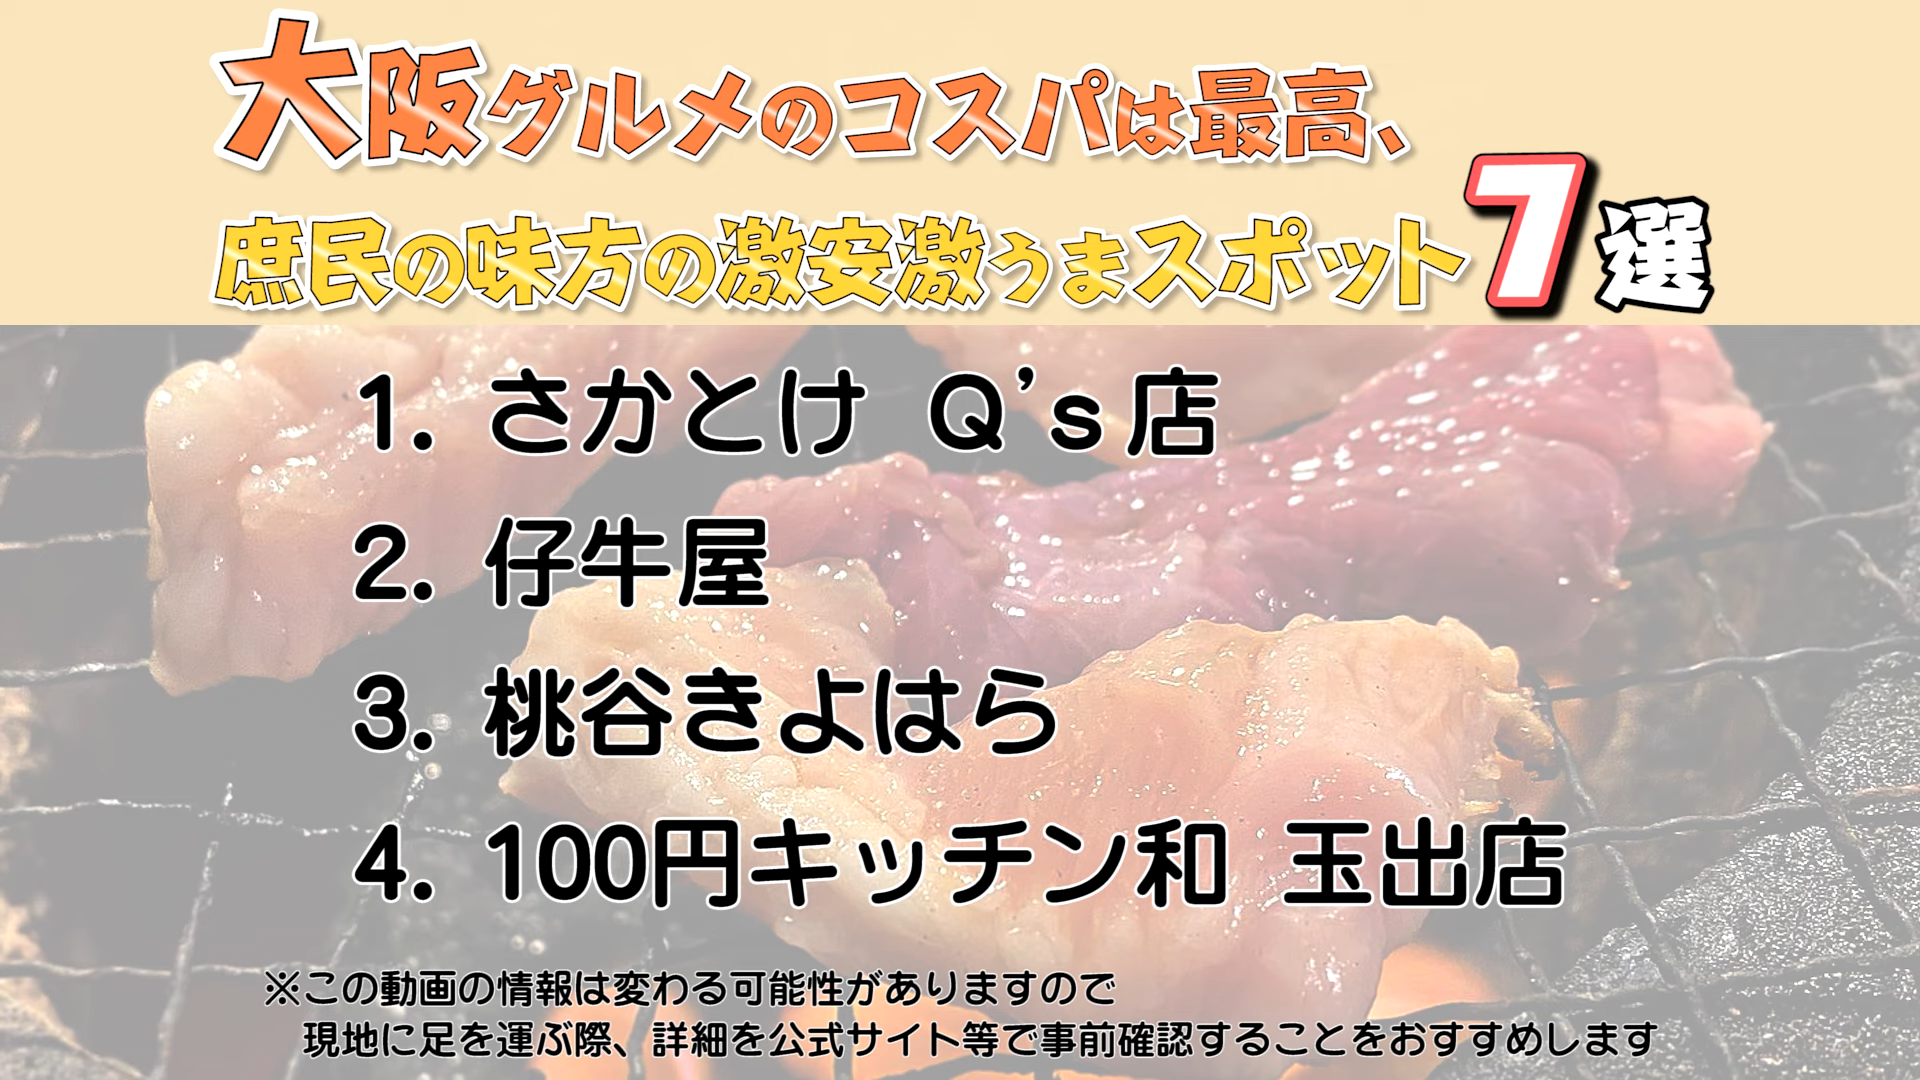 大阪グルメのコスパは最高、
庶民の味方の激安激うまスポット7選
1. さかとけ Q's店
2. 仔牛屋
3. 桃谷きよはら
4. 100円キッチン和 玉出店
※この動画の情報は変わる可能性がありますので
現地に足を運ぶ際、詳細を公式サイト等で事前確認することをおすすめします